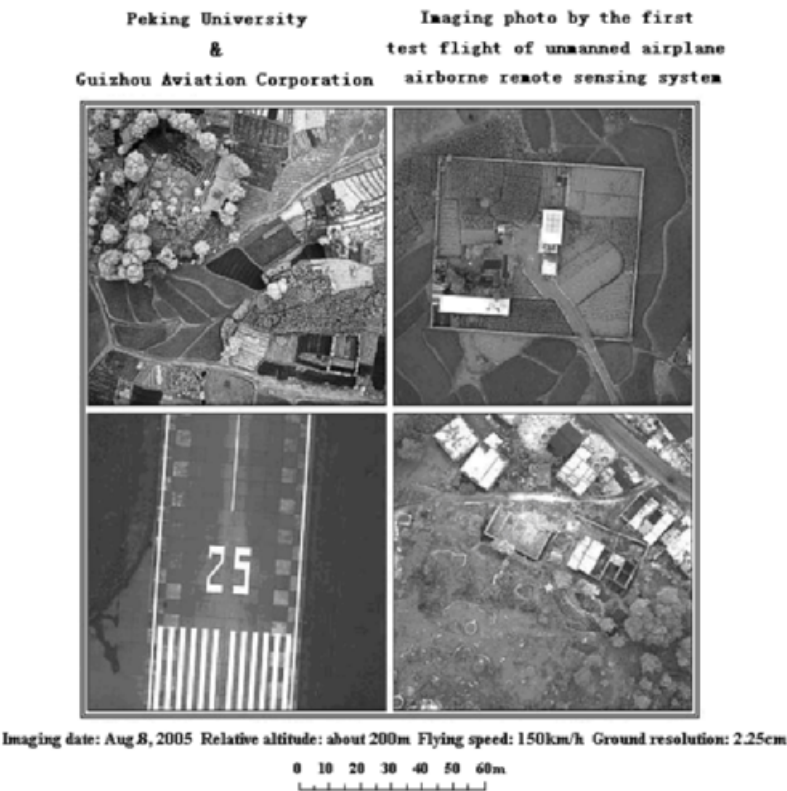 Peking University
&
Guizhou Aviation Corporation
Imaging photo by the first
test flight of unmanned airplane
airborne remote sensing system
25
Imaging date: Aug.8, 2005 Relative altitude: about 200m Flying speed: 150km/h Ground resolution: 2.25cm
0 10 20 30 40 50 60m